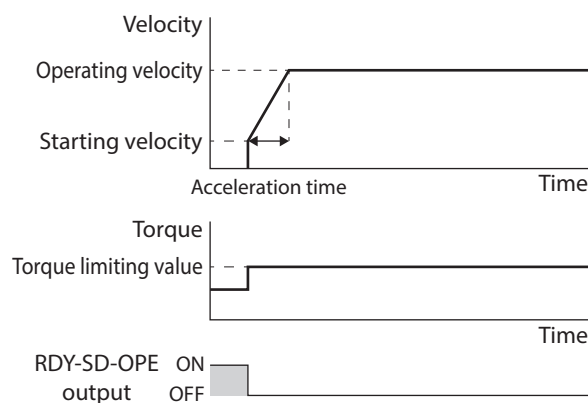 Velocity
Operating velocity
Starting velocity
Acceleration time
Time
Torque
Torque limiting value
Time
RDY-SD-OPE output
ON
OFF